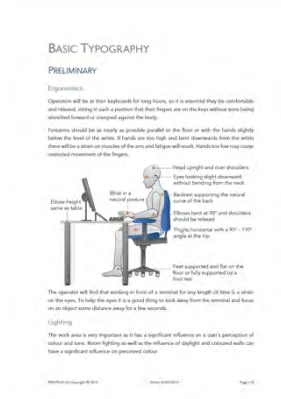 BASIC TYPOGRAPHY
PRELIMINARY
Ergonomics
Operators will be at their keyboards for long hours, so it is essential they be comfortable
and relaxed, sitting in such a position that their fingers are on the keys without arms being
stretched forward or cramped against the body.
Forearms should be as nearly as possible parallel to the floor or with the hands slightly
below the level of the wrists. If hands are too high and bent downwards from the wrists
there will be a strain on muscles of the arm and fatigue will result. Hands too low may cause
restricted movement of the fingers.
Head upright and over shoulders
Eyes looking slight downward
without bending from the neck
Wrist in a
neutral posture
Backrest supporting the natural
curve of the back
Elbow height
same as table
Elbows bent at 90° and shoulders
should be relaxed
Thighs horizontal with a 90° - 110°
angle at the hip
Feet supported and flat on the
floor or fully supported by a
foot rest
The operator will find that working in front of a terminal for any length of time is a strain
on the eyes. To help the eyes it is a good thing to look away from the terminal and focus
on an object some distance away for a few seconds.
Lighting
The work area is very important as it has a significant influence on a user's perception of
colour and tone. Room lighting as well as the influence of daylight and coloured walls can
have a significant influence on perceived colour
Copyright © 2014
Page |